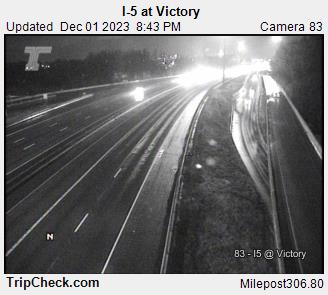 I-5 at Victory
Updated  Dec 01 2023  8:43 PM
Camera 83
T
N
83 - I5 @ Victory
TripCheck.com
Milepost306.80